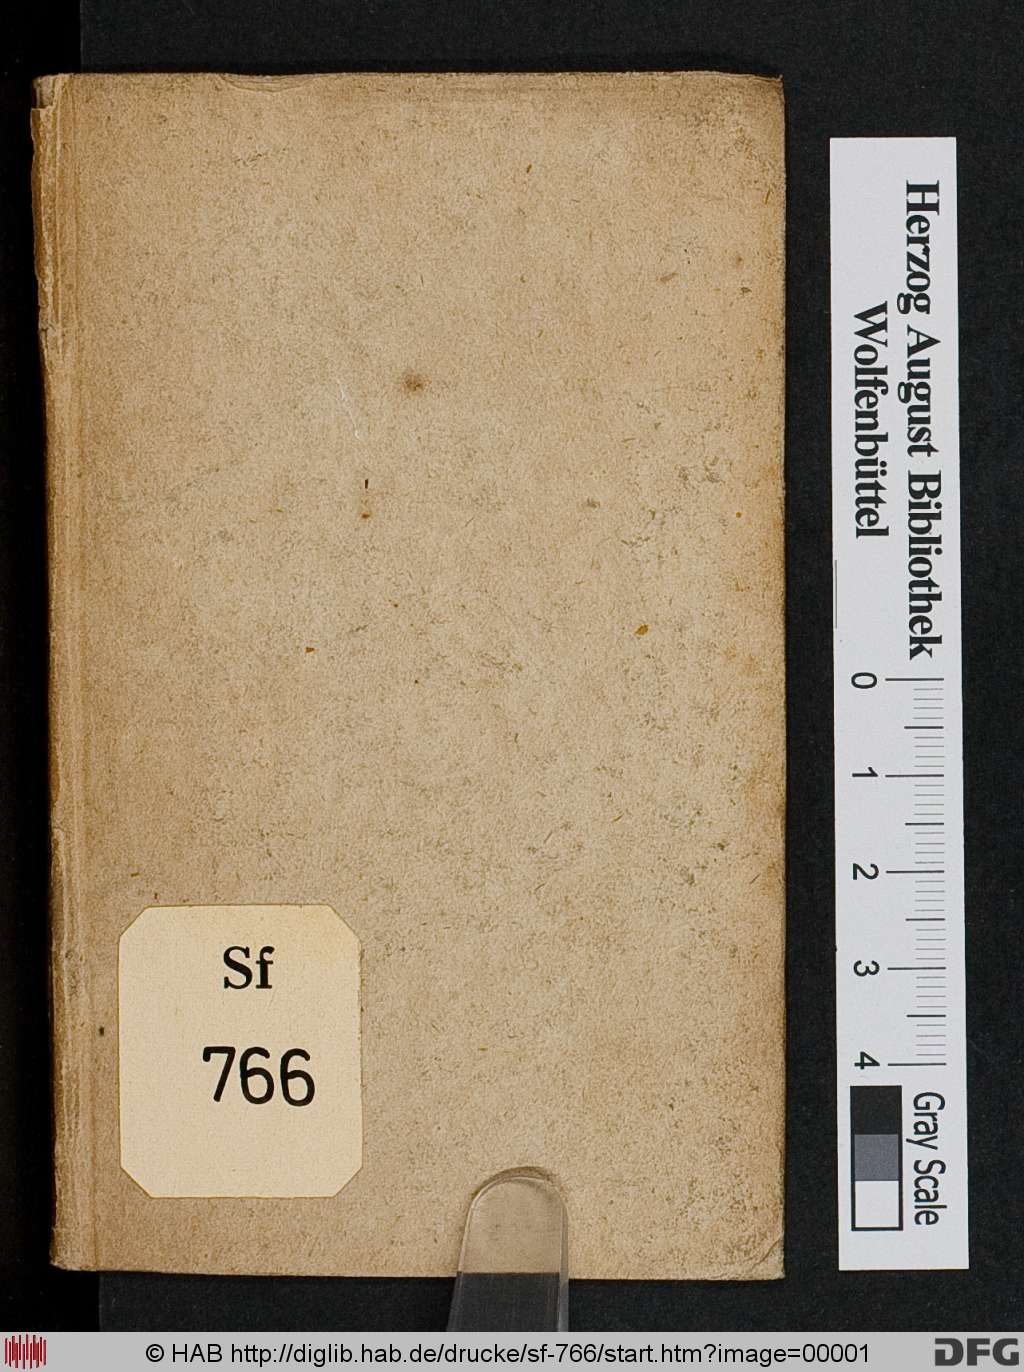 Sf
766
Herzog August Bibliothek
Wolfenbüttel
0
1
2
3
4
Gray Scale
© HAB http://diglib.hab.de/drucke/sf-766/start.htm?image=00001
DFG